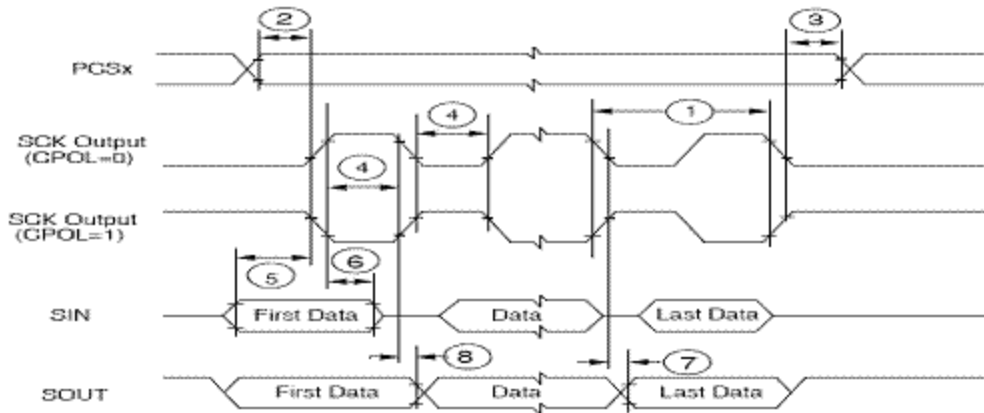 2
3
PCSx
1
4
SCK Output
(CPOL=0)
4
SCK Output
(CPOL=1)
5
6
SIN
First Data
Data
Last Data
8
7
SOUT
First Data
Data
Last Data